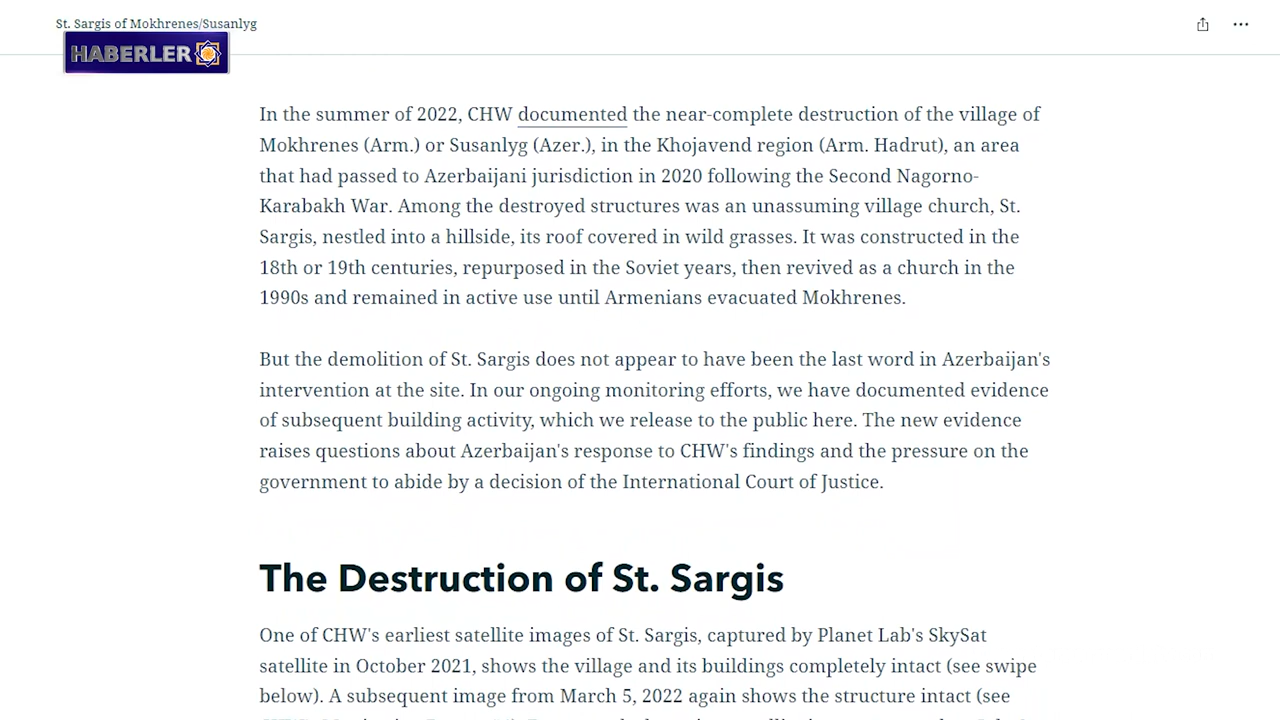 St. Sargis of Mokhrenes/Susanlyg
HABERLER
In the summer of 2022, CHW documented the near-complete destruction of the village of
Mokhrenes (Arm.) or Susanlyg (Azer.), in the Khojavend region (Arm. Hadrut), an area
that had passed to Azerbaijani jurisdiction in 2020 following the Second Nagorno-
Karabakh War. Among the destroyed structures was an unassuming village church, St.
Sargis, nestled into a hillside, its roof covered in wild grasses. It was constructed in the
18th or 19th centuries, repurposed in the Soviet years, then revived as a church in the
1990s and remained in active use until Armenians evacuated Mokhrenes.
But the demolition of St. Sargis does not appear to have been the last word in Azerbaijan's
intervention at the site. In our ongoing monitoring efforts, we have documented evidence
of subsequent building activity, which we release to the public here. The new evidence
raises questions about Azerbaijan's response to CHW's findings and the pressure on the
government to abide by a decision of the International Court of Justice.
The Destruction of St. Sargis
One of CHW's earliest satellite images of St. Sargis, captured by Planet Lab's SkySat
satellite in October 2021, shows the village and its buildings completely intact (see swipe
below). A subsequent image from March 5, 2022 again shows the structure intact (see